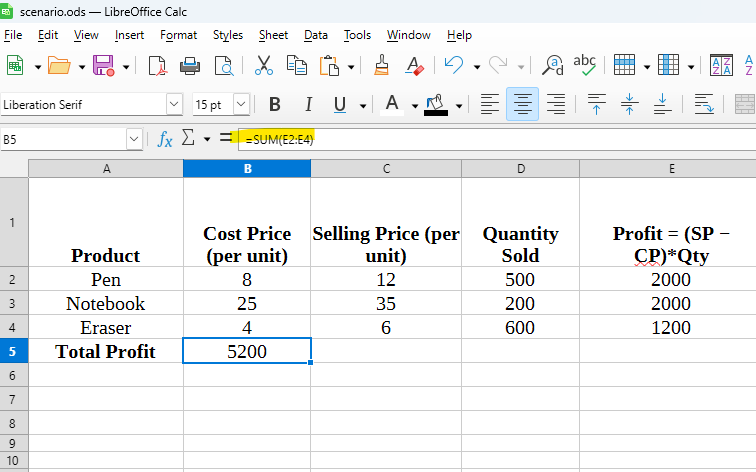 scenario.ods — LibreOffice Calc
File Edit View Insert Format Styles Sheet Data Tools Window Help
abc
Liberation Serif 15 pt B I U A
B5 fx Σ = =SUM(E2:E4)
A B C D E
1 Product Cost Price (per unit) Selling Price (per unit) Quantity Sold Profit = (SP − CP)*Qty
2 Pen 8 12 500 2000
3 Notebook 25 35 200 2000
4 Eraser 4 6 600 1200
5 Total Profit 5200
6
7
8
9
10